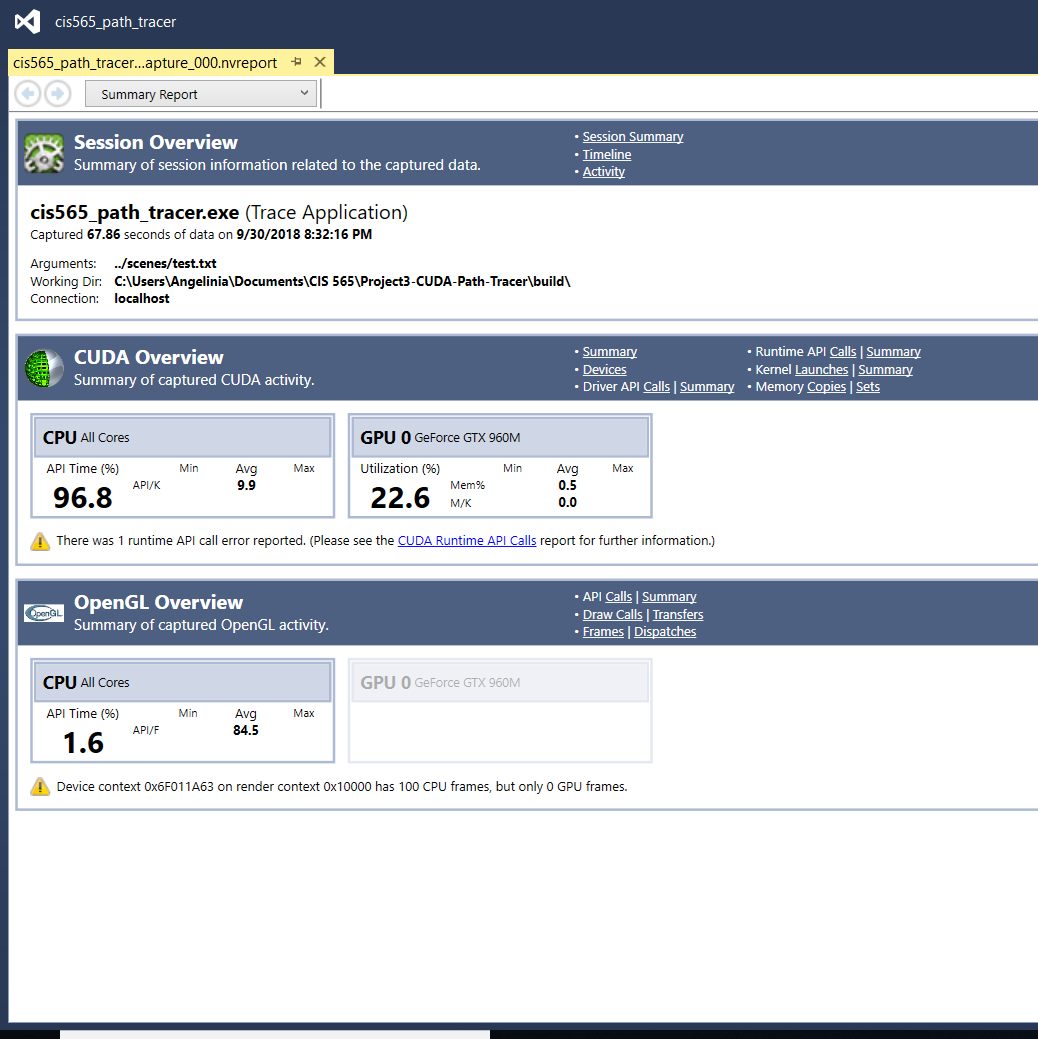 cis565_path_tracer
cis565_path_tracer...apture_000.nvreport
Summary Report
Session Overview
Summary of session information related to the captured data.
• Session Summary
• Timeline
• Activity
cis565_path_tracer.exe (Trace Application)
Captured 67.86 seconds of data on 9/30/2018 8:32:16 PM
Arguments: ../scenes/test.txt
Working Dir: C:\Users\Angelinia\Documents\CIS 565\Project3-CUDA-Path-Tracer\build\
Connection: localhost
CUDA Overview
Summary of captured CUDA activity.
• Summary
• Devices
• Driver API Calls | Summary
• Runtime API Calls | Summary
• Kernel Launches | Summary
• Memory Copies | Sets
CPU All Cores
API Time (%) Min Avg Max
API/K 9.9
96.8
GPU 0 GeForce GTX 960M
Utilization (%) Min Avg Max
Mem% 0.5
22.6
M/K 0.0
There was 1 runtime API call error reported. (Please see the CUDA Runtime API Calls report for further information.)
OpenGL
OpenGL Overview
Summary of captured OpenGL activity.
• API Calls | Summary
• Draw Calls | Transfers
• Frames | Dispatches
CPU All Cores
API Time (%) Min Avg Max
API/F 84.5
1.6
GPU 0 GeForce GTX 960M
Device context 0x6F011A63 on render context 0x10000 has 100 CPU frames, but only 0 GPU frames.